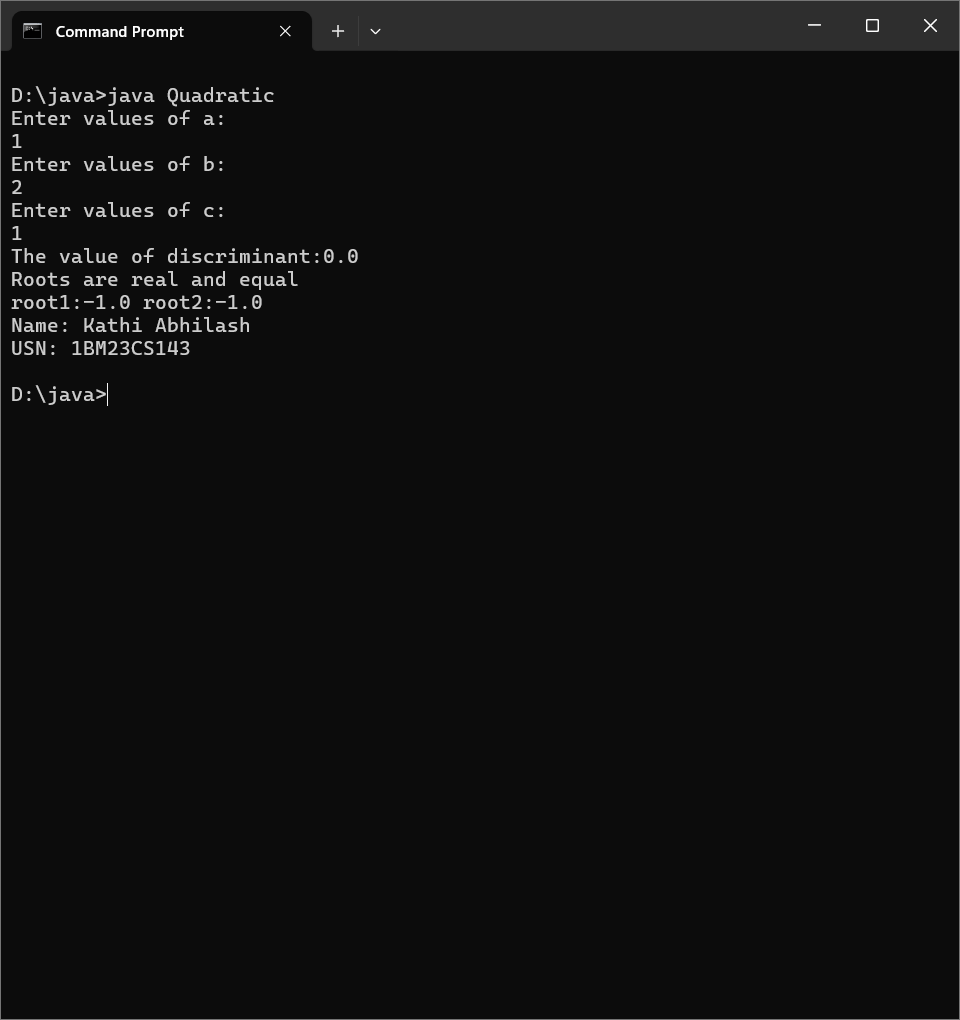 Command Prompt
D:\java>java Quadratic
Enter values of a:
1
Enter values of b:
2
Enter values of c:
1
The value of discriminant:0.0
Roots are real and equal
root1:-1.0 root2:-1.0
Name: Kathi Abhilash
USN: 1BM23CS143
D:\java>